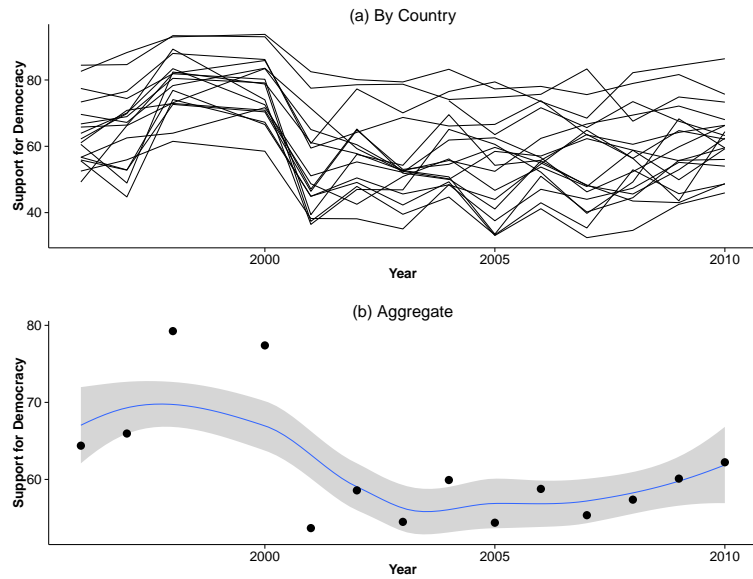 (a) By Country
Support for Democracy
80
60
40
2000
2005
2010
Year
(b) Aggregate
Support for Democracy
80
70
60
2000
2005
2010
Year